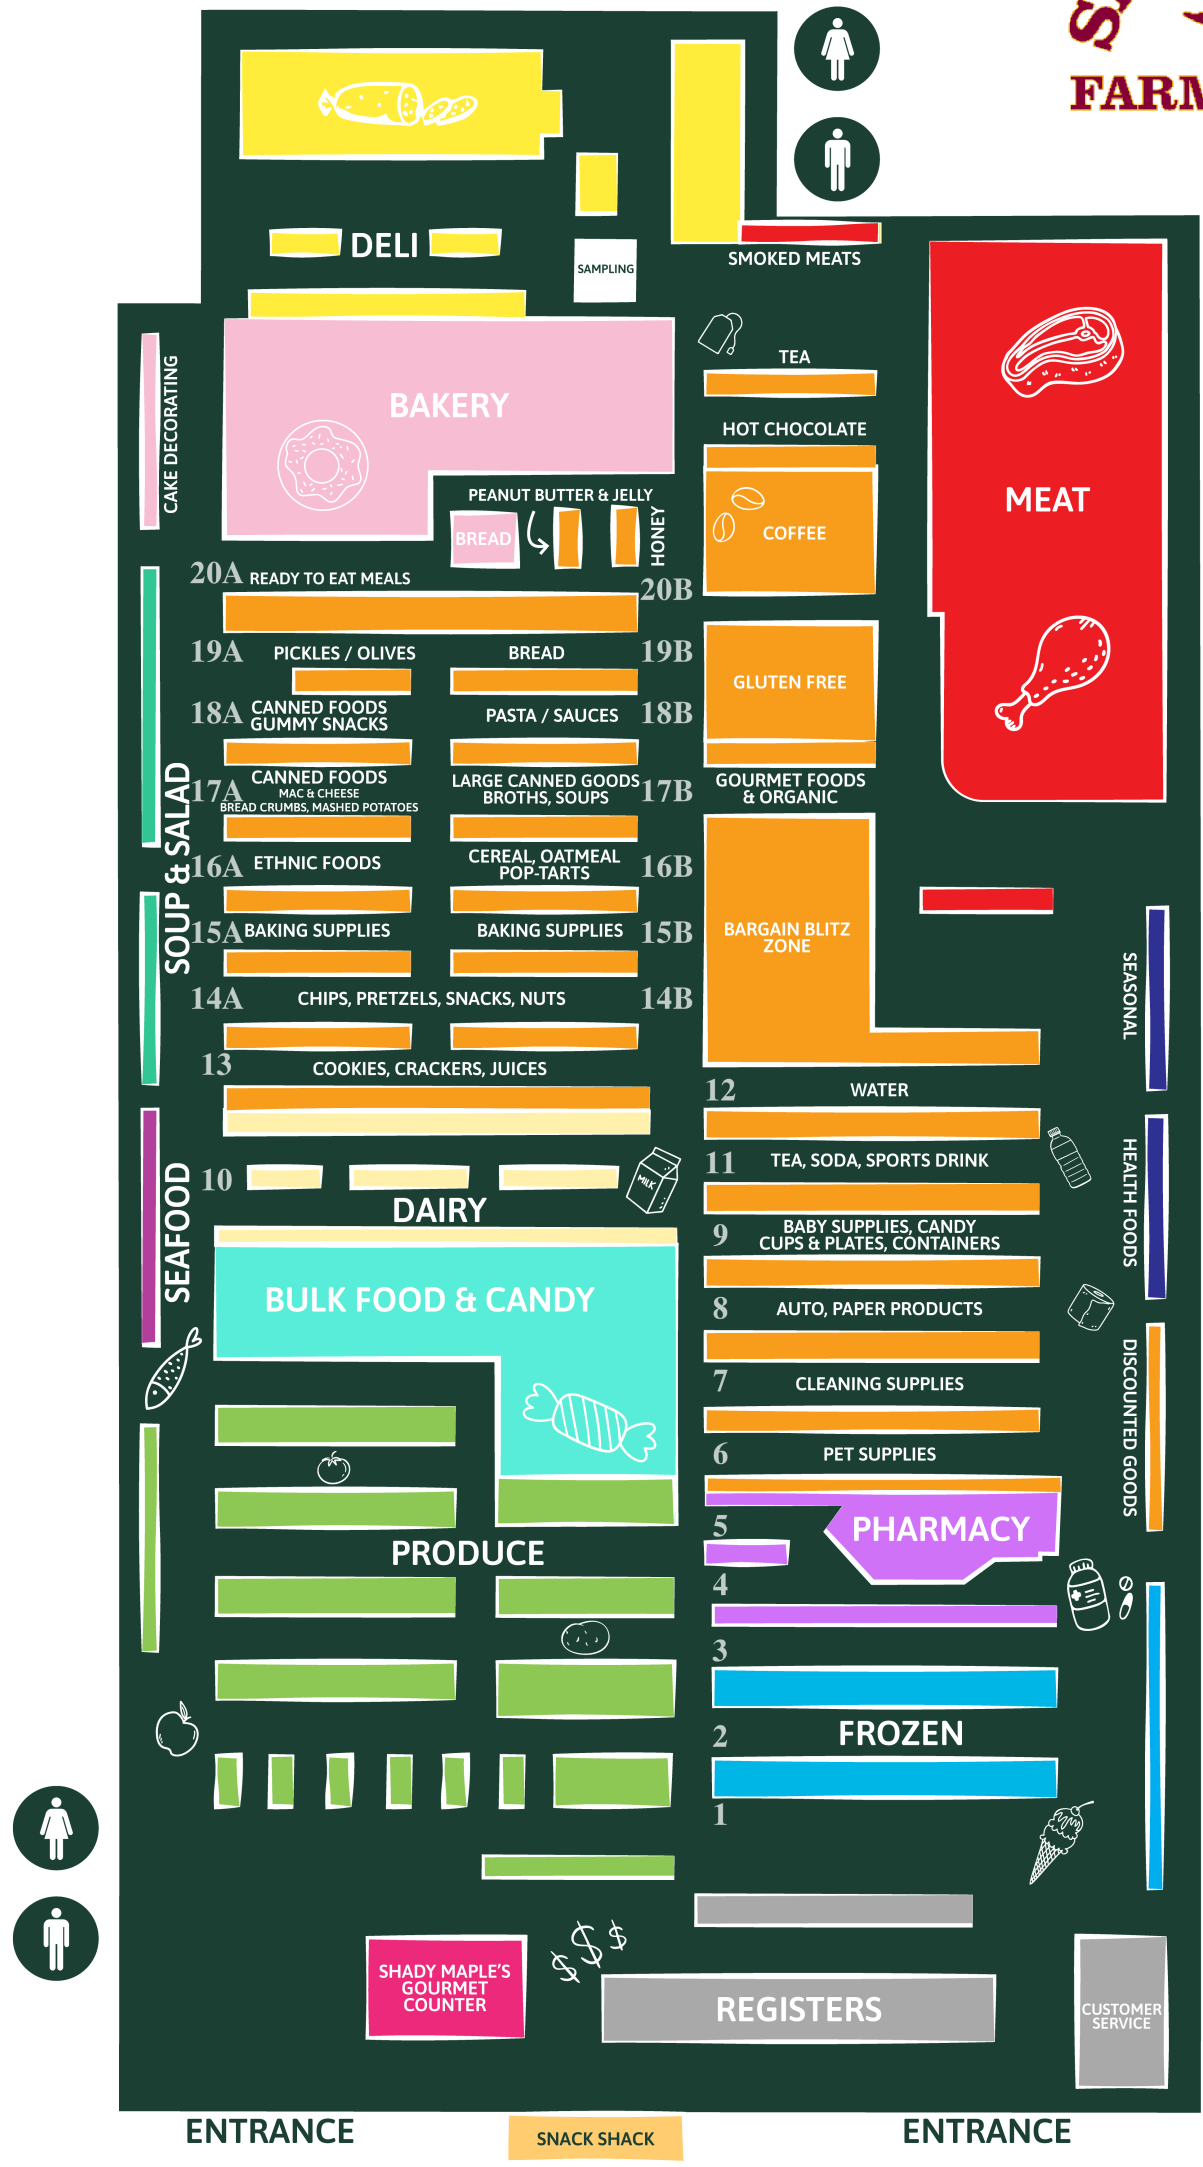 FARM
DELI
SAMPLING
SMOKED MEATS
CAKE DECORATING
BAKERY
TEA
HOT CHOCOLATE
COFFEE
MEAT
PEANUT BUTTER & JELLY
BREAD
HONEY
20A READY TO EAT MEALS
20B
19A PICKLES / OLIVES
BREAD 19B
GLUTEN FREE
18A CANNED FOODS
GUMMY SNACKS
PASTA / SAUCES 18B
SOUP & SALAD
17A CANNED FOODS
MAC & CHEESE
BREAD CRUMBS, MASHED POTATOES
LARGE CANNED GOODS
BROTHS, SOUPS
17B
GOURMET FOODS
& ORGANIC
16A ETHNIC FOODS
CEREAL, OATMEAL
POP-TARTS
16B
15A BAKING SUPPLIES
BAKING SUPPLIES 15B
BARGAIN BLITZ
ZONE
SEASONAL
14A CHIPS, PRETZELS, SNACKS, NUTS 14B
13 COOKIES, CRACKERS, JUICES
12 WATER
11 TEA, SODA, SPORTS DRINK
HEALTH FOODS
SEAFOOD
10
MILK
DAIRY
9 BABY SUPPLIES, CANDY
CUPS & PLATES, CONTAINERS
BULK FOOD & CANDY
8 AUTO, PAPER PRODUCTS
7 CLEANING SUPPLIES
DISCOUNTED GOODS
6 PET SUPPLIES
5 PHARMACY
PRODUCE
4
3
2 FROZEN
1
$ $ $
SHADY MAPLE'S
GOURMET
COUNTER
REGISTERS
CUSTOMER
SERVICE
ENTRANCE
SNACK SHACK
ENTRANCE